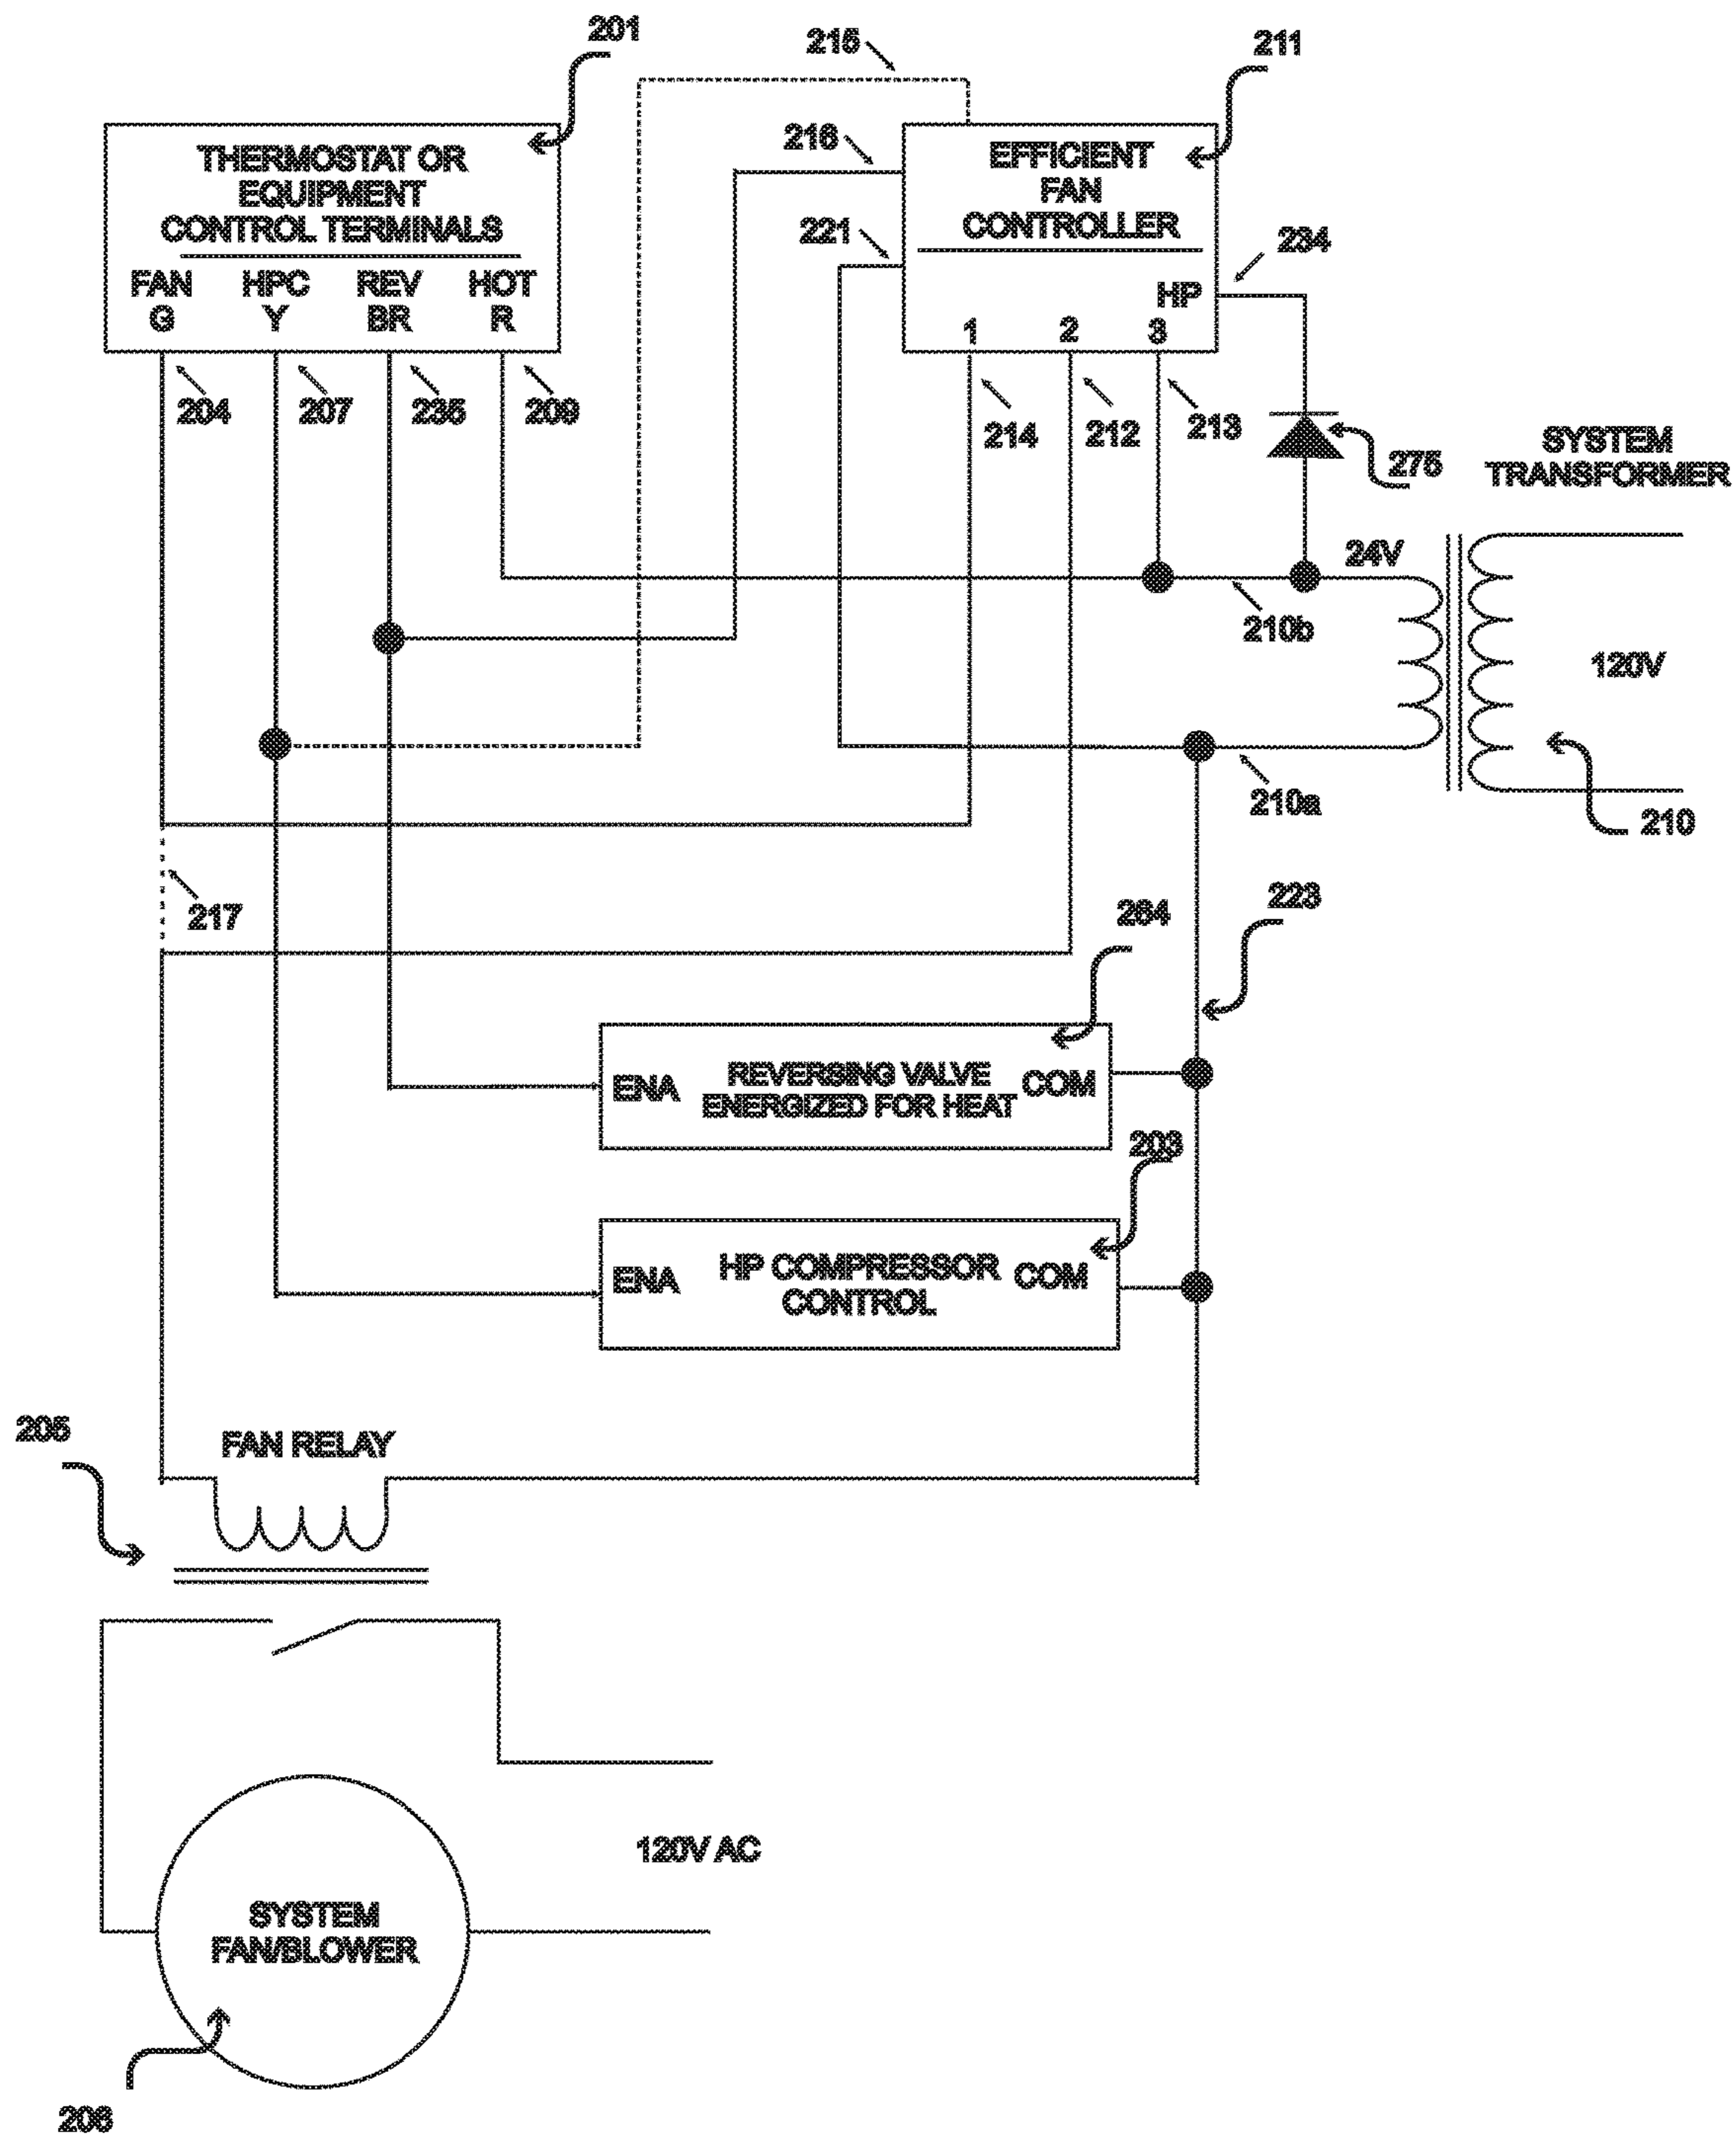 201
215
211
THERMOSTAT OR
EQUIPMENT
CONTROL TERMINALS
FAN HPC REV HOT
G Y BR R
216
221
EFFICIENT
FAN
CONTROLLER
HP
1 2 3
234
204
207
235
209
214
212
213
275
SYSTEM
TRANSFORMER
24V
210b
120V
210a
210
217
223
264
ENA
REVERSING VALVE
ENERGIZED FOR HEAT
COM
203
ENA
HP COMPRESSOR
CONTROL
COM
205
FAN RELAY
120V AC
SYSTEM
FAN/BLOWER
206